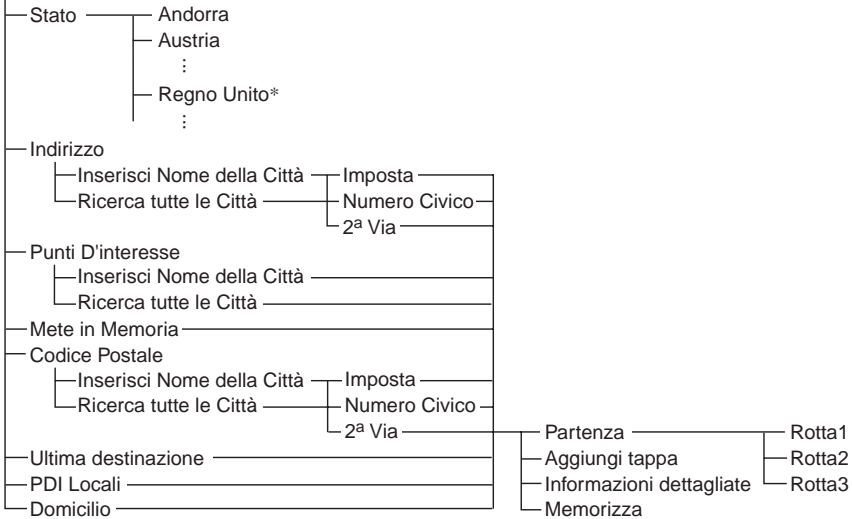 Stato
Andorra
Austria
⋮
Regno Unito*
⋮
Indirizzo
Inserisci Nome della Città
Imposta
Ricerca tutte le Città
Numero Civico
2ª Via
Punti D'interesse
Inserisci Nome della Città
Ricerca tutte le Città
Mete in Memoria
Codice Postale
Inserisci Nome della Città
Imposta
Ricerca tutte le Città
Numero Civico
2ª Via
Partenza
Rotta1
Ultima destinazione
Aggiungi tappa
Rotta2
PDI Locali
Informazioni dettagliate
Rotta3
Domicilio
Memorizza